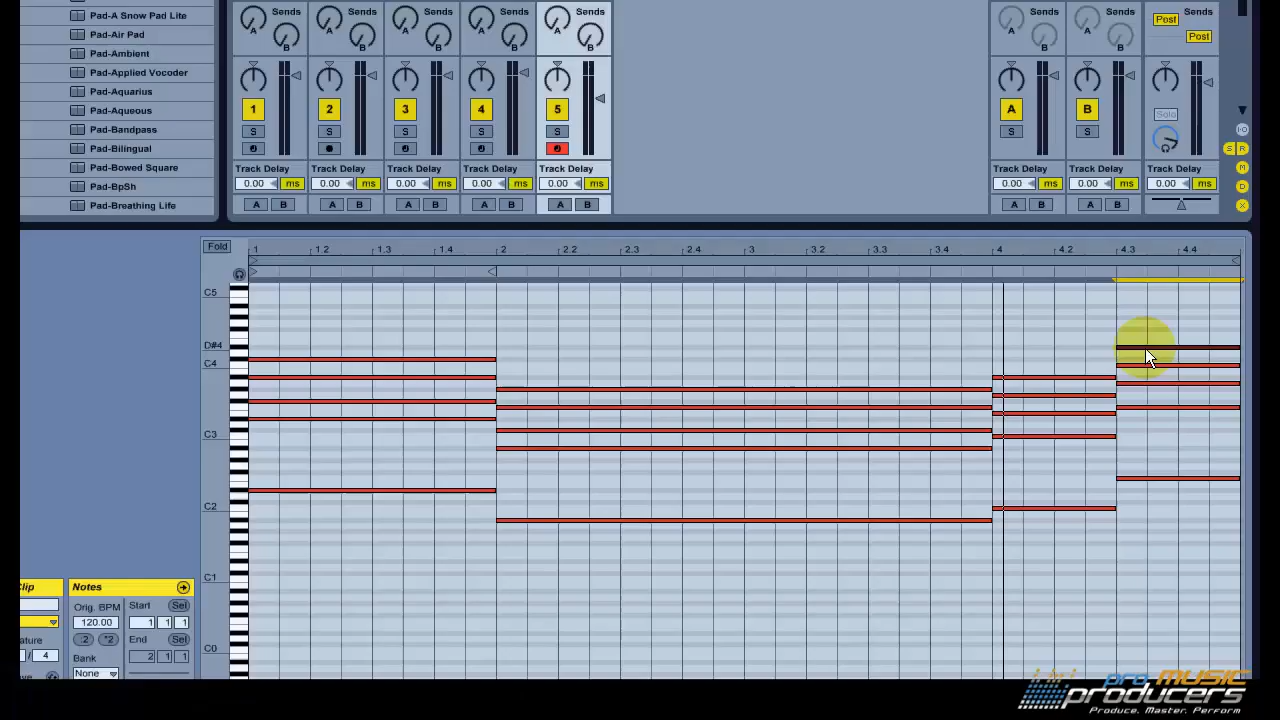 Pad-A Snow Pad Lite
Pad-Air Pad
Pad-Ambient
Pad-Applied Vocoder
Pad-Aquarius
Pad-Aqueous
Pad-Bandpass
Pad-Bilingual
Pad-Bowed Square
Pad-BpSh
Pad-Breathing Life
Sends Sends Sends Sends Sends Sends Sends Sends
A A A A A A A Post
B B B B B B B Post
1 2 3 4 5 A B
S S S S S S S Solo
Track Delay Track Delay Track Delay Track Delay Track Delay Track Delay Track Delay Track Delay
0.00 ms 0.00 ms 0.00 ms 0.00 ms 0.00 ms 0.00 ms 0.00 ms 0.00 ms
A B A B A B A B A B A B A B
I-O
S R
M
D
X
Fold 1 1.2 1.3 1.4 2 2.2 2.3 2.4 3 3.2 3.3 3.4 4 4.2 4.3 4.4
C5
D#4
C4
C3
C2
C1
C0
Clip Notes
Orig. BPM Start Set
120.00 1 1 1
:2 *2 End Set
ature Bank 2 1 1
/ 4 None
pro MUSIC
PRODUCERS
Produce. Master. Perform